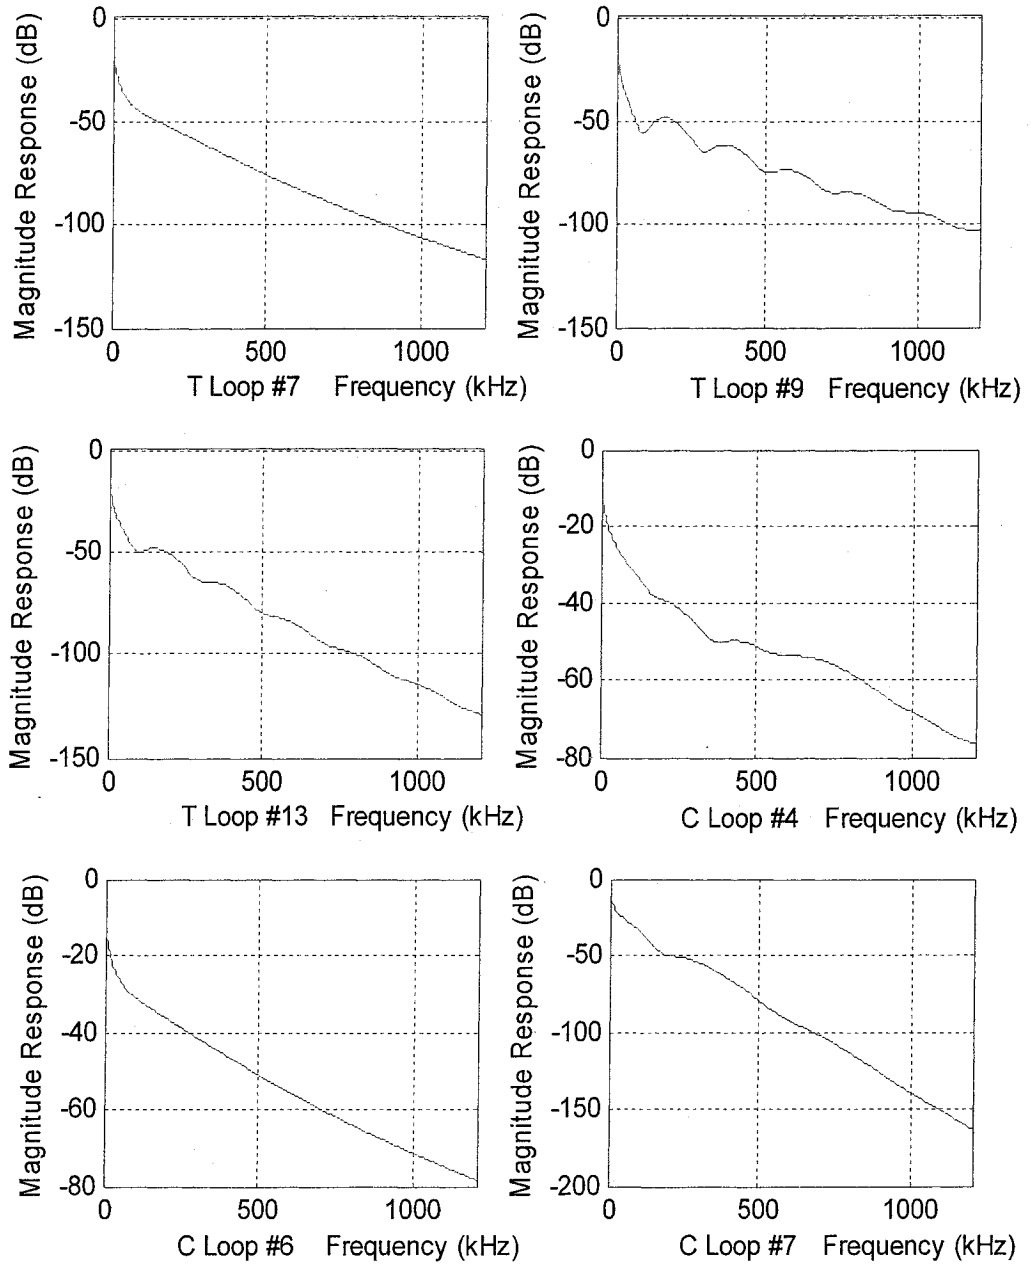 Magnitude Response (dB)
0
-50
-100
-150
0 500 1000
T Loop #7 Frequency (kHz)
Magnitude Response (dB)
0
-50
-100
-150
0 500 1000
T Loop #9 Frequency (kHz)
Magnitude Response (dB)
0
-50
-100
-150
0 500 1000
T Loop #13 Frequency (kHz)
Magnitude Response (dB)
0
-20
-40
-60
-80
0 500 1000
C Loop #4 Frequency (kHz)
Magnitude Response (dB)
0
-20
-40
-60
-80
0 500 1000
C Loop #6 Frequency (kHz)
Magnitude Response (dB)
0
-50
-100
-150
-200
0 500 1000
C Loop #7 Frequency (kHz)